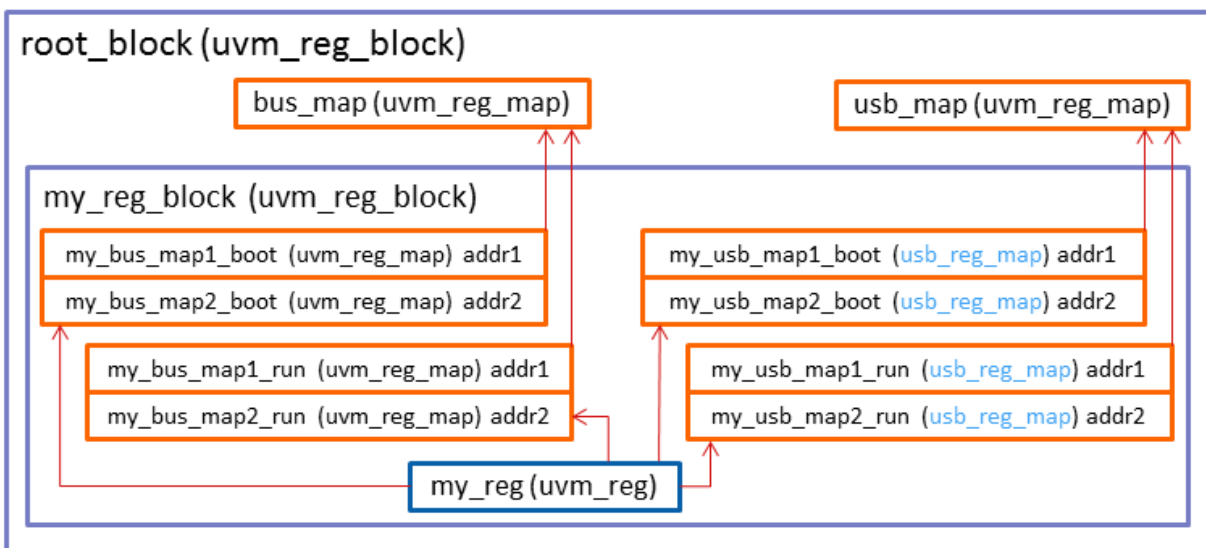 root_block (uvm_reg_block)
bus_map (uvm_reg_map)
usb_map (uvm_reg_map)
my_reg_block (uvm_reg_block)
my_bus_map1_boot (uvm_reg_map) addr1
my_bus_map2_boot (uvm_reg_map) addr2
my_usb_map1_boot (usb_reg_map) addr1
my_usb_map2_boot (usb_reg_map) addr2
my_bus_map1_run (uvm_reg_map) addr1
my_bus_map2_run (uvm_reg_map) addr2
my_usb_map1_run (usb_reg_map) addr1
my_usb_map2_run (usb_reg_map) addr2
my_reg (uvm_reg)